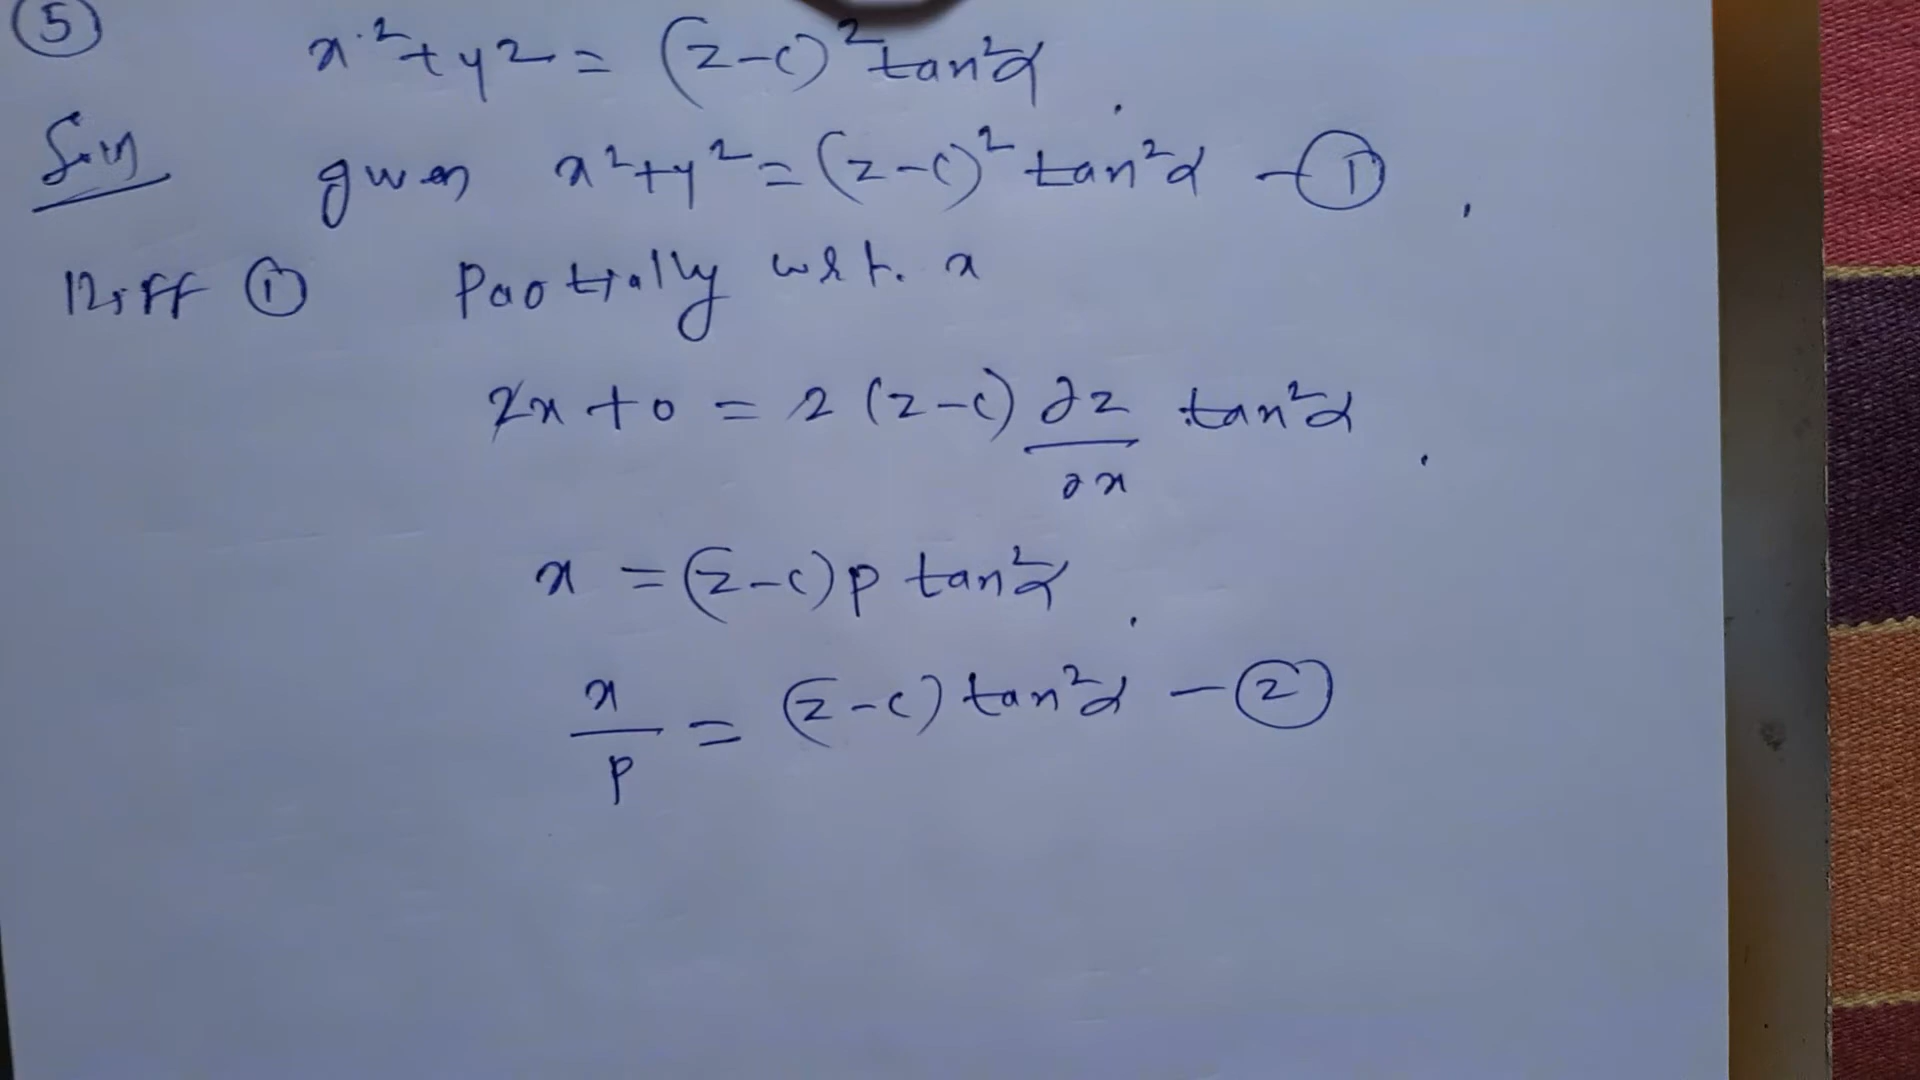 ⑤ x² + y² = (z-c)² tan²α
Soln given x² + y² = (z-c)² tan²α - ①
Diff ① Partially w.r.t. x
2x + 0 = 2 (z-c) ∂z/∂x tan²α
x = (z-c) p tan²α
x/p = (z-c) tan²α - ②